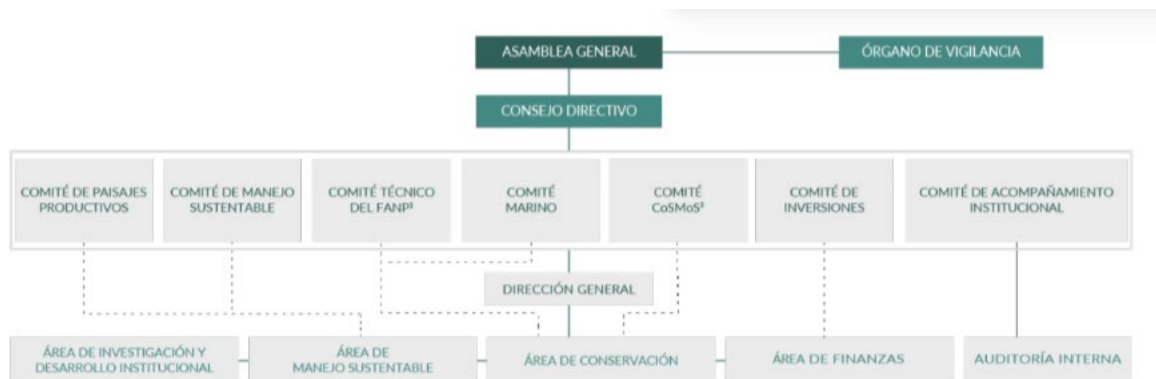 ASAMBLEA GENERAL
ÓRGANO DE VIGILANCIA
CONSEJO DIRECTIVO
COMITÉ DE PAISAJES
PRODUCTIVOS
COMITÉ DE MANEJO
SUSTENTABLE
COMITÉ TÉCNICO
DEL FANP¹
COMITÉ
MARINO
COMITÉ
CoSMoS²
COMITÉ DE
INVERSIONES
COMITÉ DE ACOMPAÑAMIENTO
INSTITUCIONAL
DIRECCIÓN GENERAL
ÁREA DE INVESTIGACIÓN Y
DESARROLLO INSTITUCIONAL
ÁREA DE
MANEJO SUSTENTABLE
ÁREA DE CONSERVACIÓN
ÁREA DE FINANZAS
AUDITORÍA INTERNA